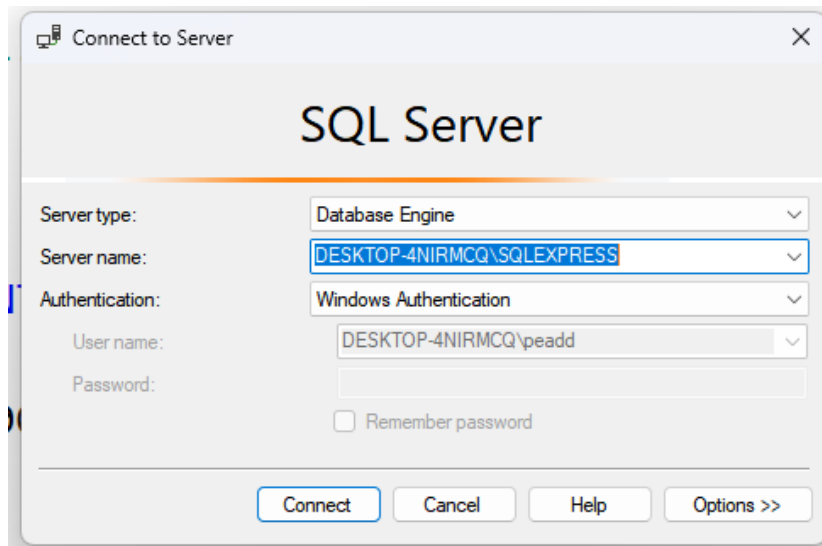 Connect to Server
SQL Server
Server type: Database Engine
Server name: DESKTOP-4NIRMCQ\SQLEXPRESS
Authentication: Windows Authentication
User name: DESKTOP-4NIRMCQ\peadd
Password:
Remember password
Connect Cancel Help Options >>